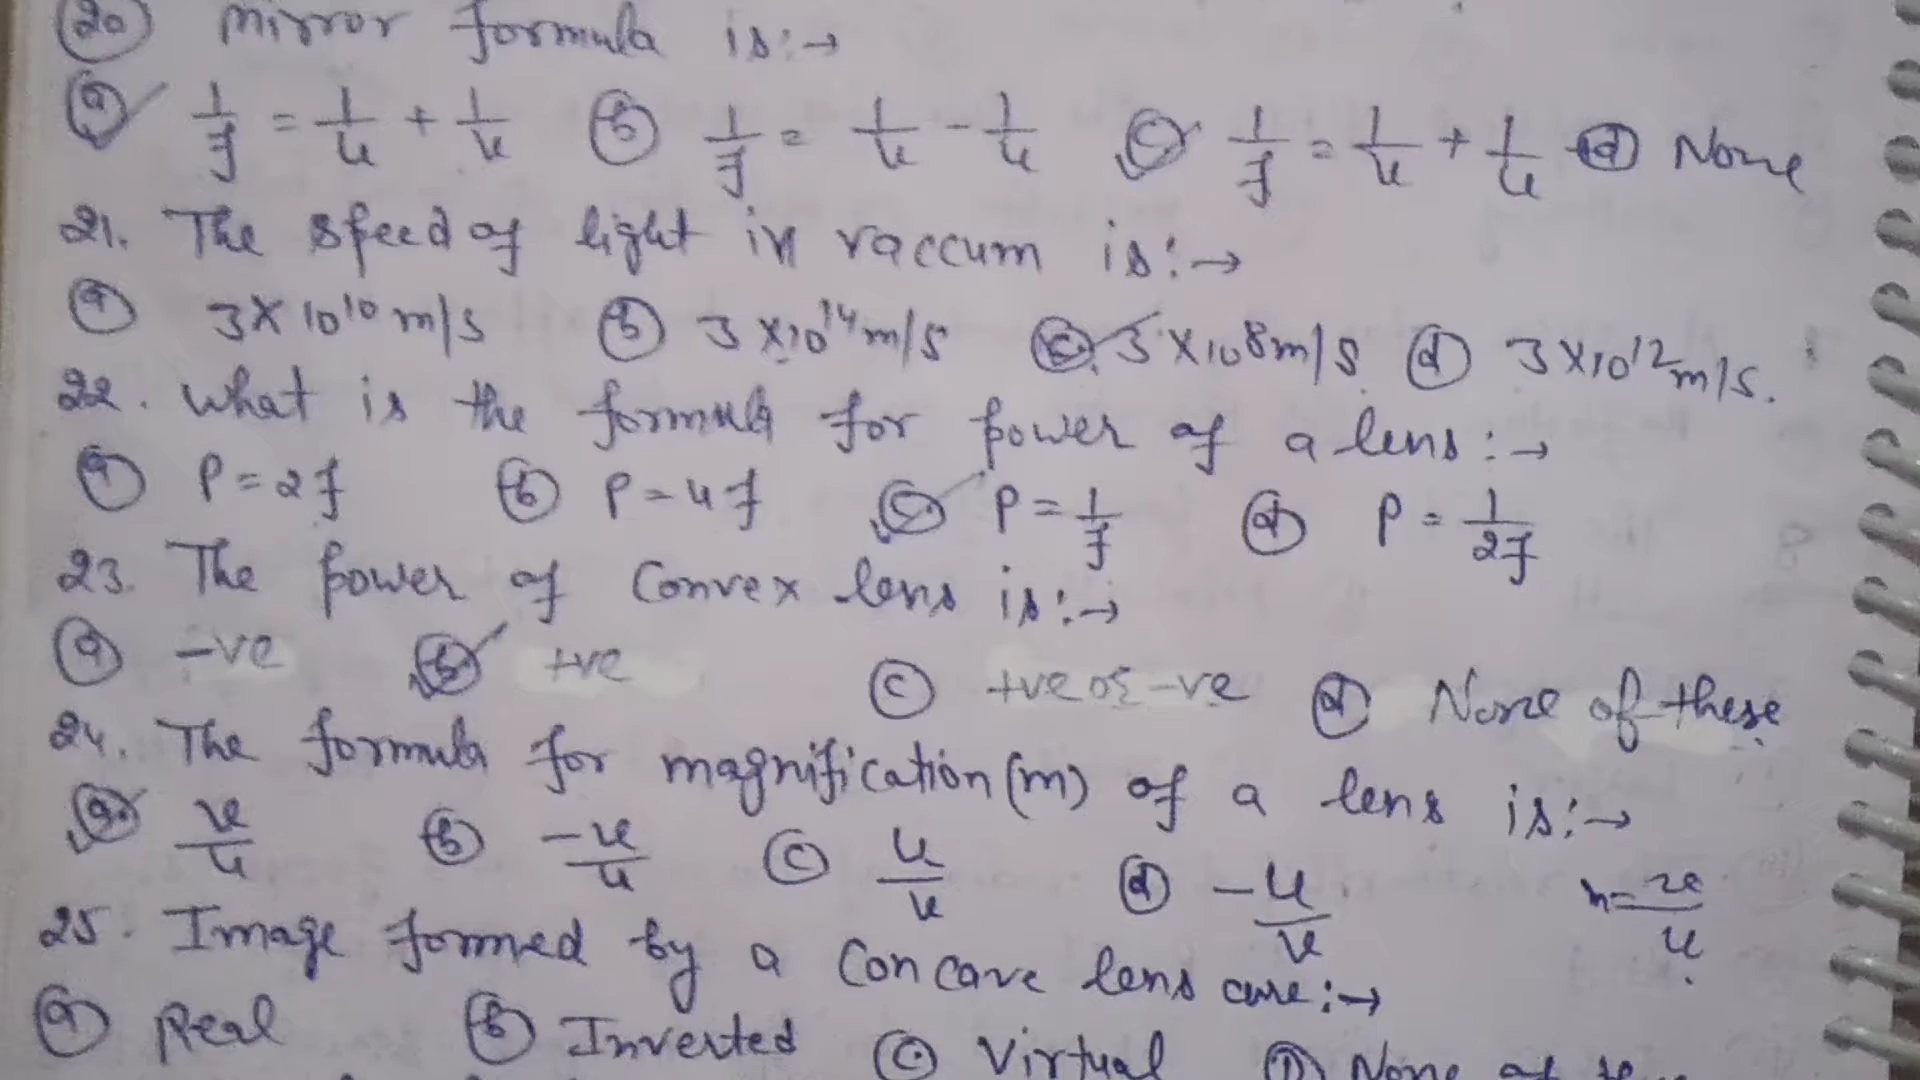 20 Mirror formula is:→
a 1/f = 1/u + 1/v b 1/f = 1/v - 1/u c 1/f = 1/v + 1/u d None
21. The speed of light in vaccum is:→
a 3×10¹⁰ m/s b 3×10¹⁴ m/s c 3×10⁸ m/s d 3×10¹² m/s.
22. What is the formula for power of a lens:→
a P=2f b P=4f c P=1/f d P=1/2f
23. The power of Convex lens is:→
a -ve b +ve c +ve or -ve d None of these
24. The formula for magnification (m) of a lens is:→
a v/u b -v/u c u/v d -u/v m=v/u
25. Image formed by a Concave lens are:→
a Real b Inverted c Virtual D None of